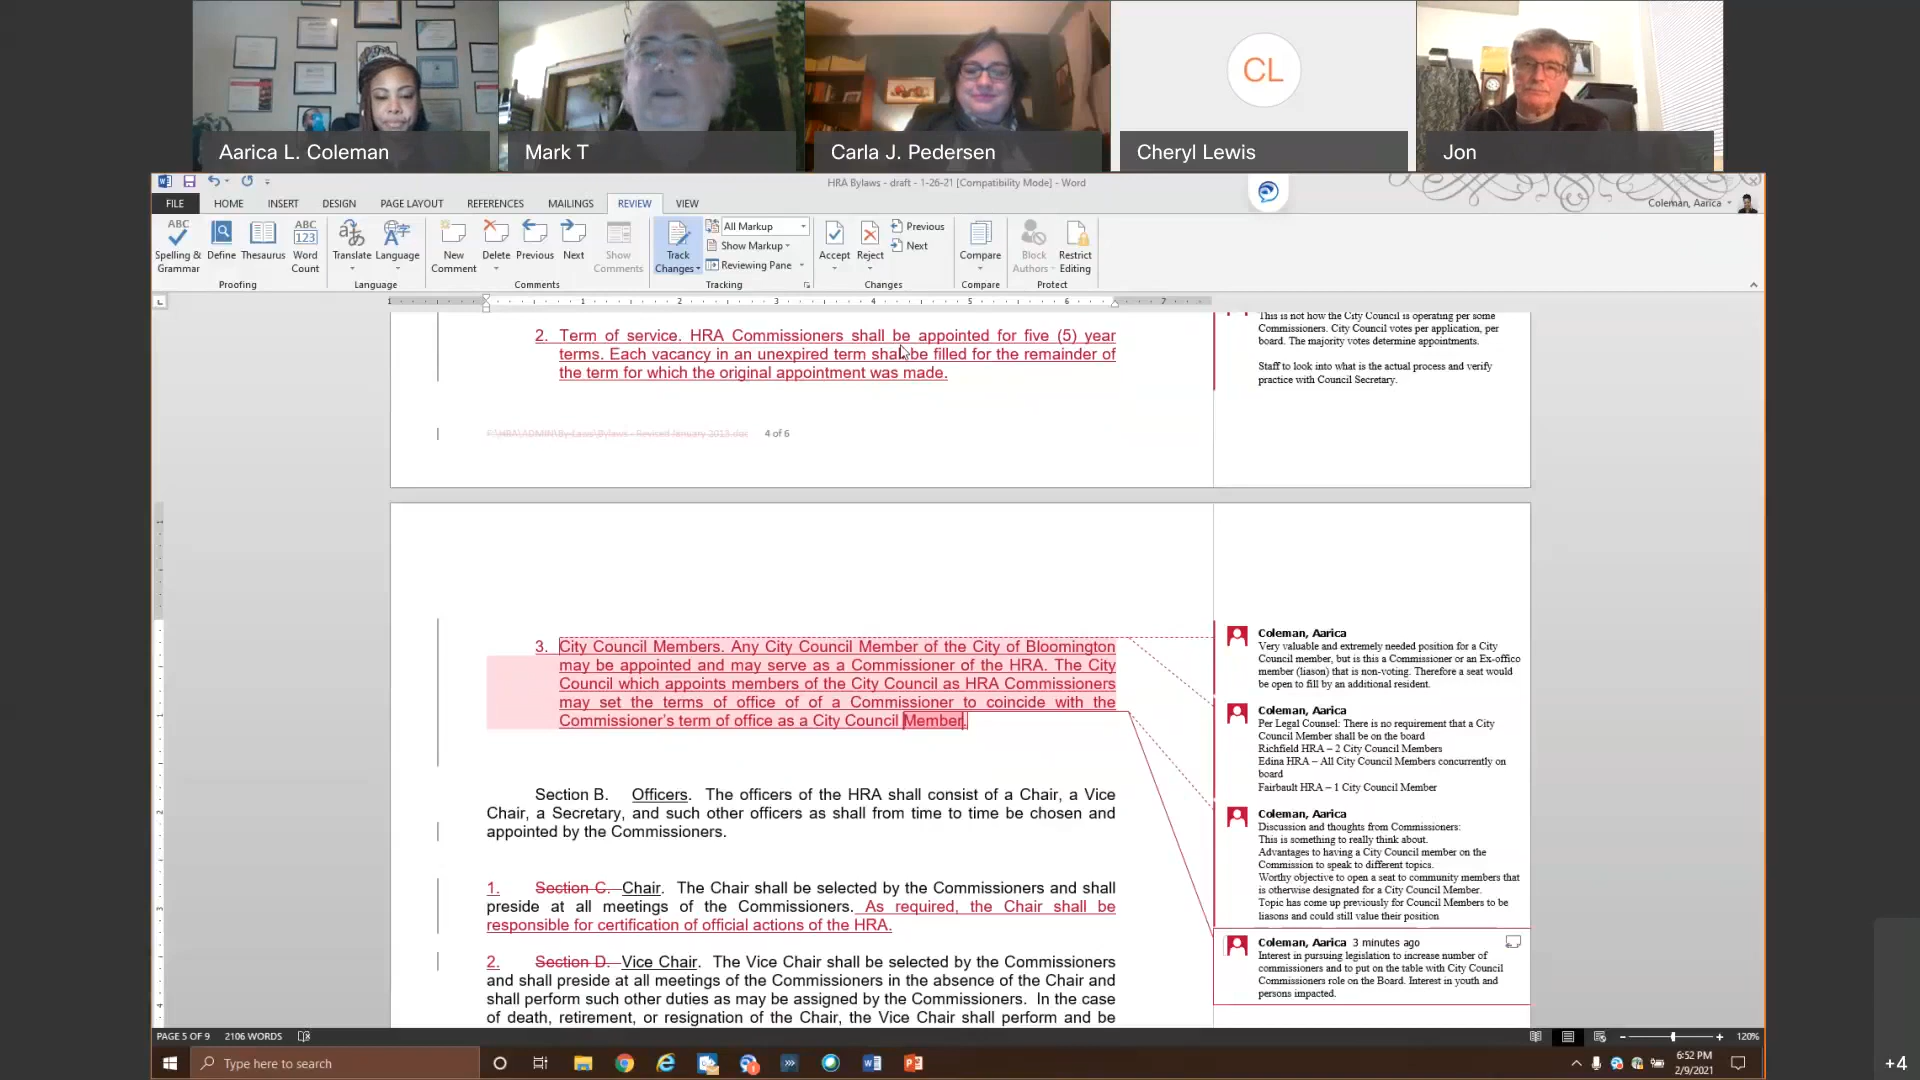 CL
Aarica L. Coleman
Mark T
Carla J. Pedersen
Cheryl Lewis
Jon
HRA Bylaws - draft - 1-26-21 [Compatibility Mode] - Word
FILE HOME INSERT DESIGN PAGE LAYOUT REFERENCES MAILINGS REVIEW VIEW
Coleman, Aarica
ABC
Spelling &
Grammar
Define
Thesaurus
ABC
123
Word
Count
Translate
Language
New
Comment
Delete
Previous
Next
Show
Comments
Track
Changes
All Markup
Show Markup
Reviewing Pane
Accept
Reject
Previous
Next
Compare
Block
Authors
Restrict
Editing
Proofing
Language
Comments
Tracking
Changes
Compare
Protect
1 1 2 3 4 5 6 7
2. Term of service. HRA Commissioners shall be appointed for five (5) year
terms. Each vacancy in an unexpired term shall be filled for the remainder of
the term for which the original appointment was made.
This is not how the City Council is operating per some
Commissioners. City Council votes per application, per
board. The majority votes determine appointments.
Staff to look into what is the actual process and verify
practice with Council Secretary.
4 of 6
3. City Council Members. Any City Council Member of the City of Bloomington
may be appointed and may serve as a Commissioner of the HRA. The City
Council which appoints members of the City Council as HRA Commissioners
may set the terms of office of of a Commissioner to coincide with the
Commissioner's term of office as a City Council Member.
Section B. Officers. The officers of the HRA shall consist of a Chair, a Vice
Chair, a Secretary, and such other officers as shall from time to time be chosen and
appointed by the Commissioners.
1. Section C. Chair. The Chair shall be selected by the Commissioners and shall
preside at all meetings of the Commissioners. As required, the Chair shall be
responsible for certification of official actions of the HRA.
2. Section D. Vice Chair. The Vice Chair shall be selected by the Commissioners
and shall preside at all meetings of the Commissioners in the absence of the Chair and
shall perform such other duties as may be assigned by the Commissioners. In the case
of death, retirement, or resignation of the Chair, the Vice Chair shall perform and be
Coleman, Aarica
Very valuable and extremely needed position for a City
Council member, but is this a Commissioner or an Ex-offico
member (liason) that is non-voting. Therefore a seat would
be open to fill by an additional resident.
Coleman, Aarica
Per Legal Counsel: There is no requirement that a City
Council Member shall be on the board
Richfield HRA – 2 City Council Members
Edina HRA – All City Council Members concurrently on
board
Fairbault HRA – 1 City Council Member
Coleman, Aarica
Discussion and thoughts from Commissioners:
This is something to really think about.
Advantages to having a City Council member on the
Commission to speak to different topics.
Worthy objective to open a seat to community members that
is otherwise designated for a City Council Member.
Topic has come up previously for Council Members to be
liasons and could still value their position
Coleman, Aarica 3 minutes ago
Interest in pursuing legislation to increase number of
commissioners and to put on the table with City Council
Commissioners role on the Board. Interest in youth and
persons impacted.
PAGE 5 OF 9 2106 WORDS
120%
Type here to search
6:52 PM
2/9/2021
+4